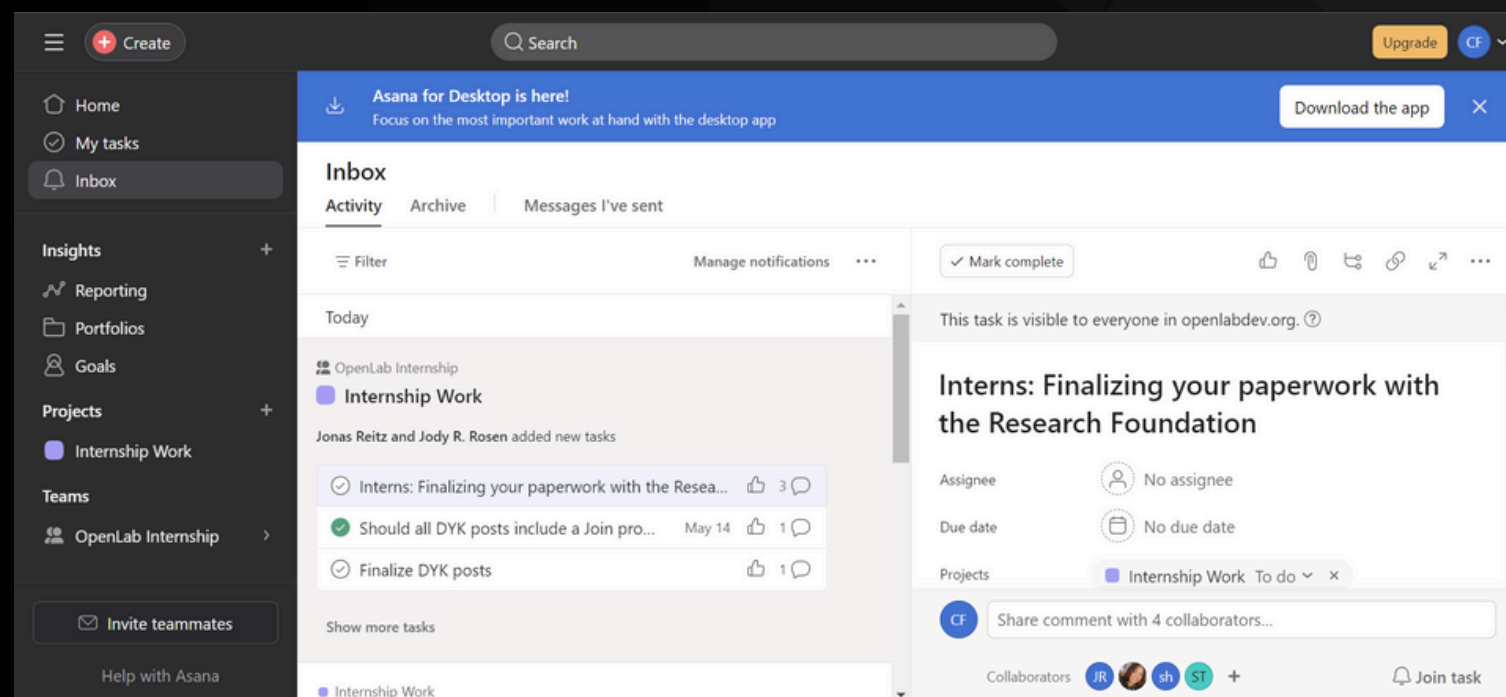 Create
Search
Upgrade
CF
Home
My tasks
Inbox
Insights
Reporting
Portfolios
Goals
Projects
Internship Work
Teams
OpenLab Internship
Invite teammates
Help with Asana
Asana for Desktop is here!
Focus on the most important work at hand with the desktop app
Download the app
Inbox
Activity Archive Messages I've sent
Filter Manage notifications
Today
OpenLab Internship
Internship Work
Jonas Reitz and Jody R. Rosen added new tasks
Interns: Finalizing your paperwork with the Resea... 3
Should all DYK posts include a Join pro... May 14 1
Finalize DYK posts 1
Show more tasks
Internship Work
Mark complete
This task is visible to everyone in openlabdev.org.
Interns: Finalizing your paperwork with
the Research Foundation
Assignee No assignee
Due date No due date
Projects Internship Work To do
CF Share comment with 4 collaborators...
Collaborators JR sh ST Join task